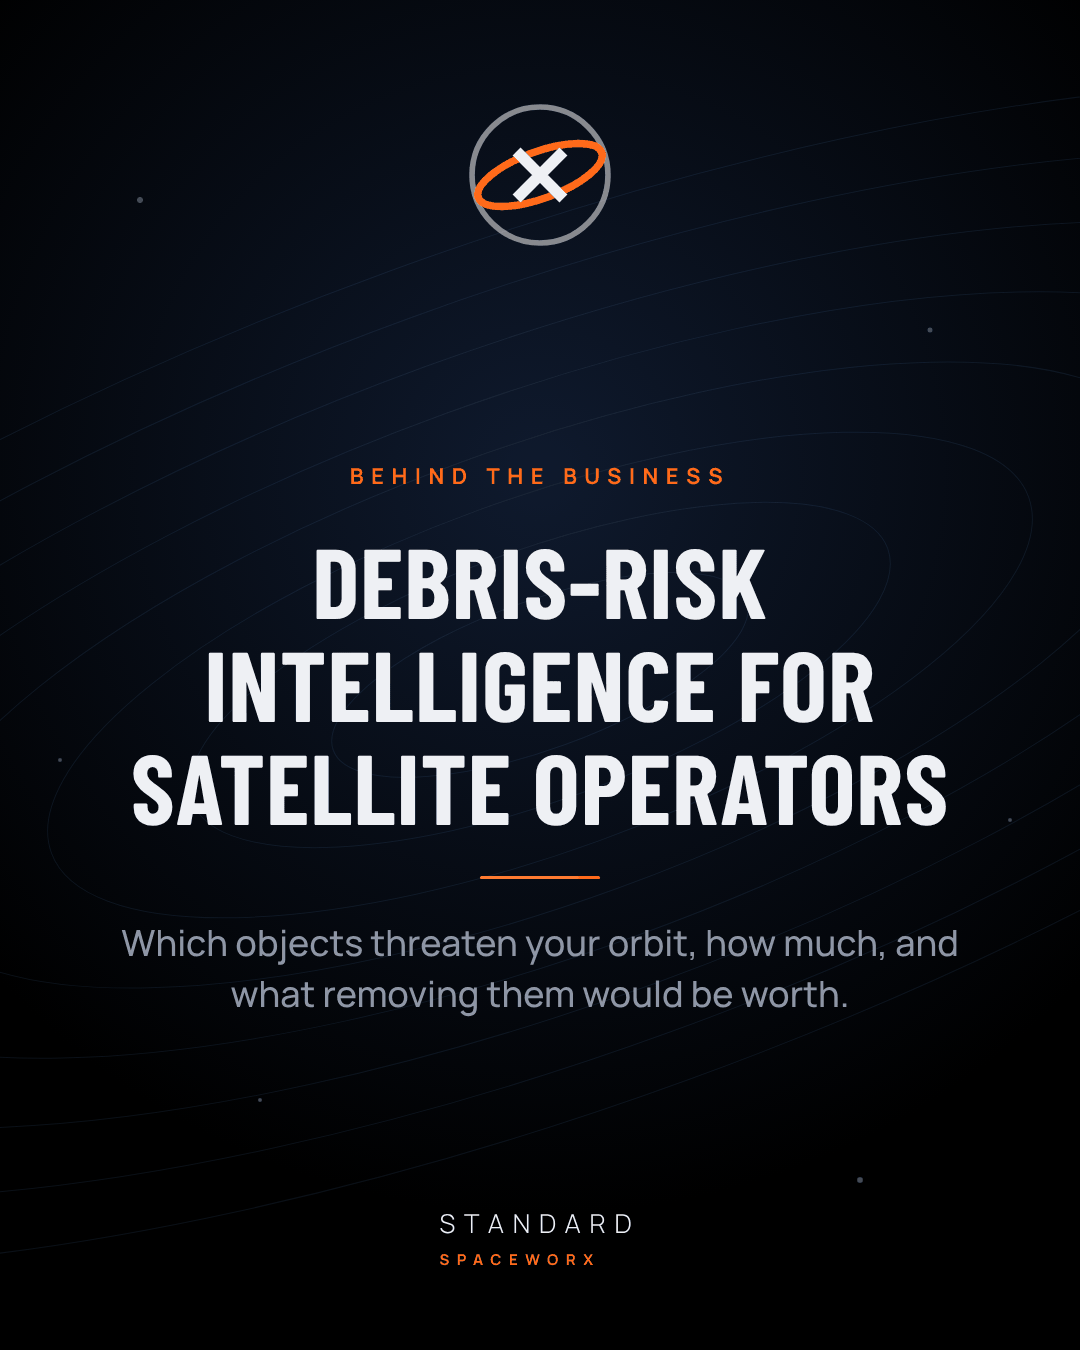 BEHIND THE BUSINESS
DEBRIS-RISK
INTELLIGENCE FOR
SATELLITE OPERATORS
Which objects threaten your orbit, how much, and
what removing them would be worth.
STANDARD
SPACEWORX